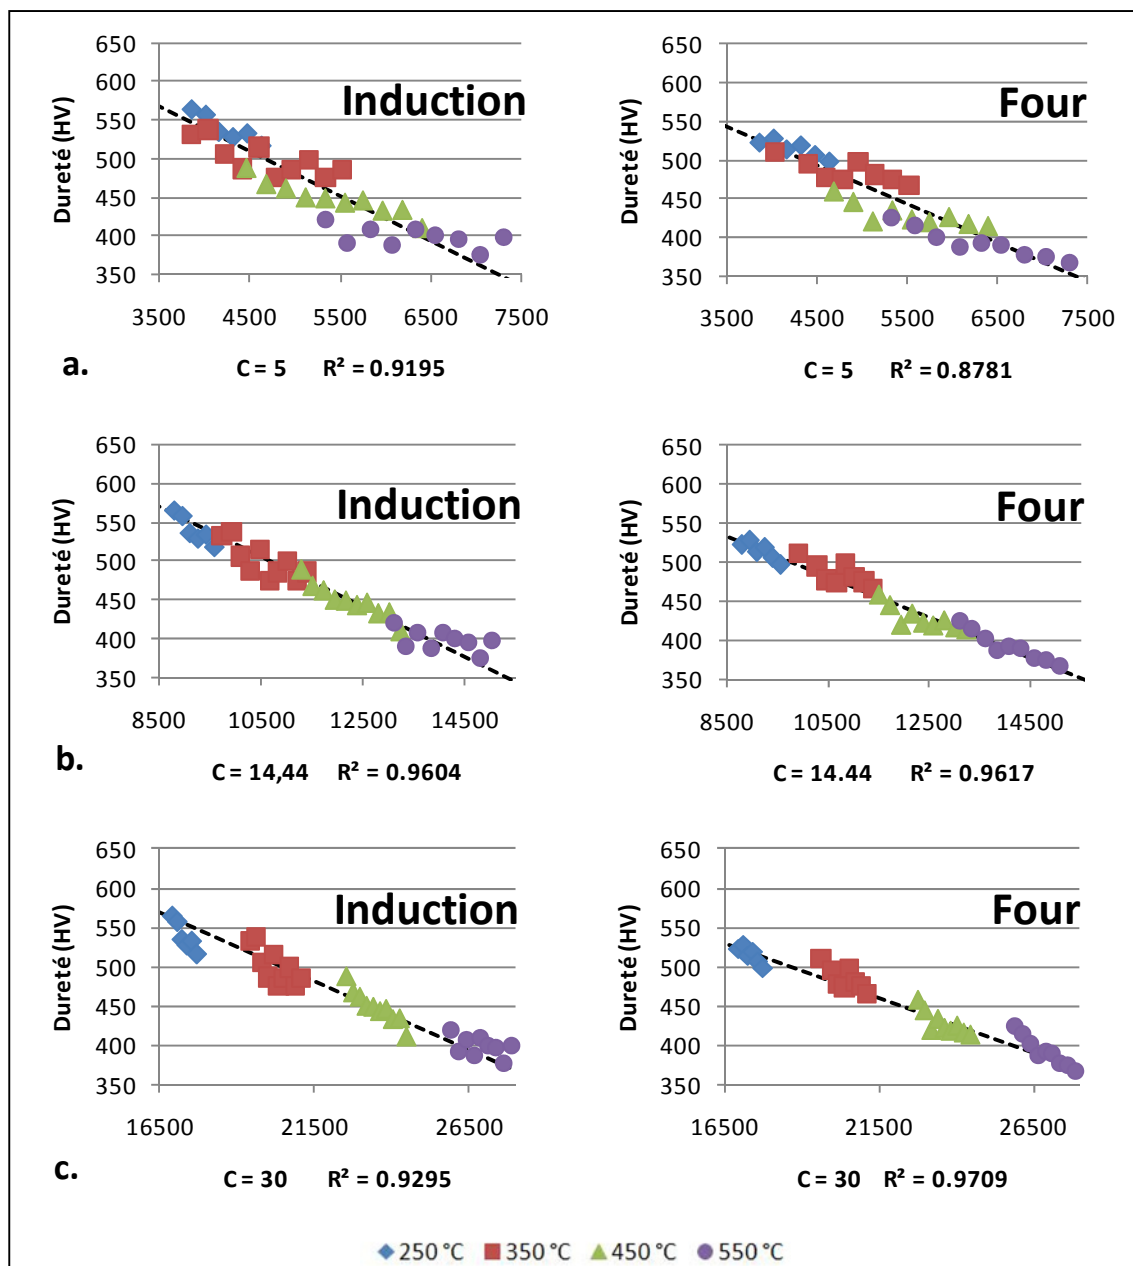 650
600
550
500
450
400
350
Dureté (HV)
Induction
3500 4500 5500 6500 7500
a.
C = 5 R² = 0.9195
650
600
550
500
450
400
350
Dureté (HV)
Four
3500 4500 5500 6500 7500
C = 5 R² = 0.8781
650
600
550
500
450
400
350
Dureté (HV)
Induction
8500 10500 12500 14500
b.
C = 14,44 R² = 0.9604
650
600
550
500
450
400
350
Dureté (HV)
Four
8500 10500 12500 14500
C = 14.44 R² = 0.9617
650
600
550
500
450
400
350
Dureté (HV)
Induction
16500 21500 26500
c.
C = 30 R² = 0.9295
650
600
550
500
450
400
350
Dureté (HV)
Four
16500 21500 26500
C = 30 R² = 0.9709
250 °C 350 °C 450 °C 550 °C